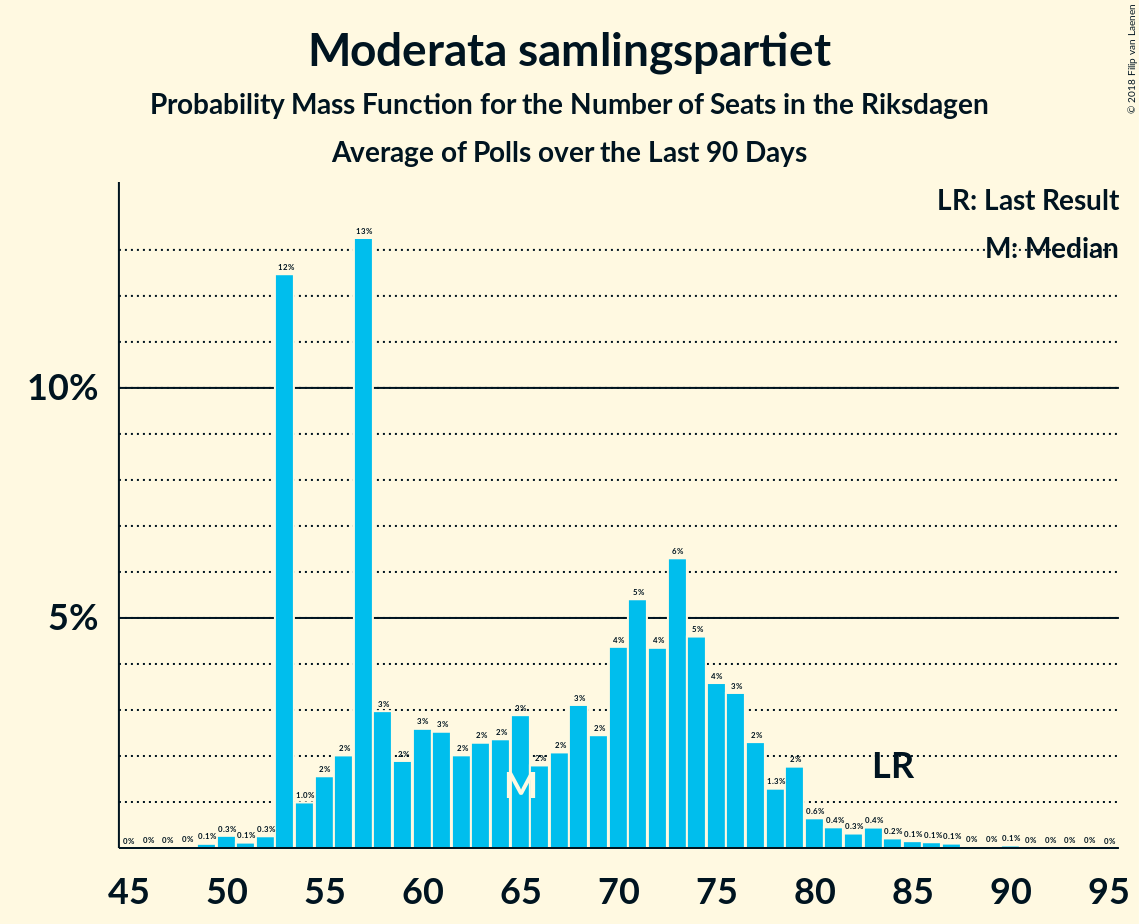 Moderata samlingspartiet
Probability Mass Function for the Number of Seats in the Riksdagen
Average of Polls over the Last 90 Days
© 2018 Filip van Laenen
LR: Last Result
M: Median
10%
5%
0% 0% 0% 0% 0.1% 0.3% 0.1% 0.3% 12% 1.0% 2% 2% 13% 3% 2% 3% 3% 2% 2% 2% 3% 2% 2% 3% 2% 4% 5% 4% 6% 5% 4% 3% 2% 1.3% 2% 0.6% 0.4% 0.3% 0.4% 0.2% 0.1% 0.1% 0.1% 0% 0% 0.1% 0% 0% 0% 0% 0%
M
LR
45 50 55 60 65 70 75 80 85 90 95